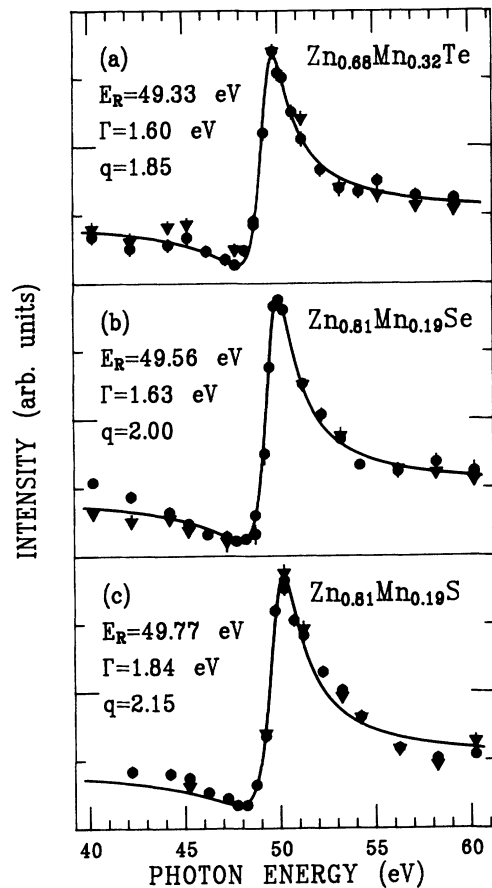 (a) Zn0.68Mn0.32Te
ER=49.33 eV
Γ=1.60 eV
q=1.85
(b) Zn0.81Mn0.19Se
ER=49.56 eV
Γ=1.63 eV
q=2.00
(c) Zn0.81Mn0.19S
ER=49.77 eV
Γ=1.84 eV
q=2.15
INTENSITY (arb. units)
40 45 50 55 60
PHOTON ENERGY (eV)